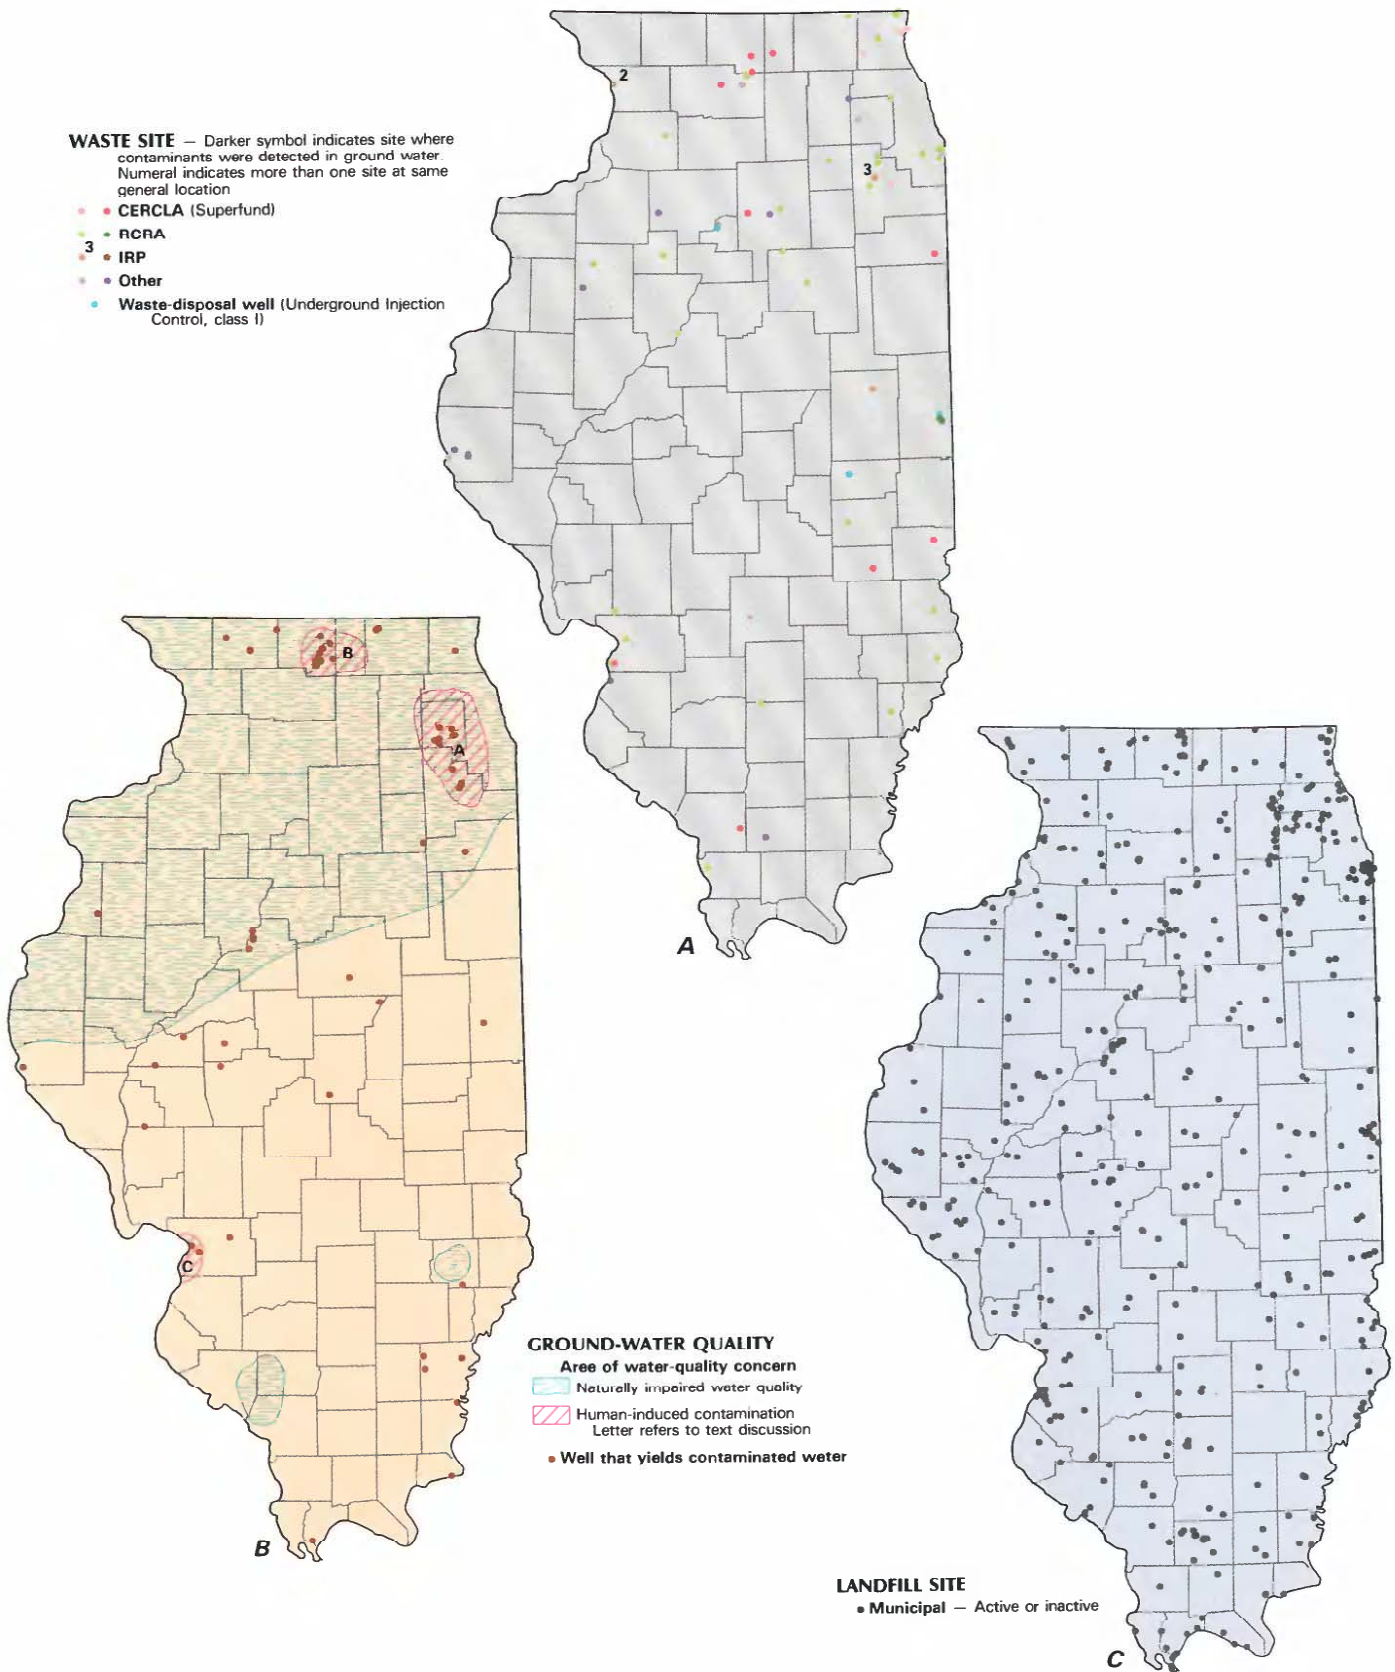 2
WASTE SITE — Darker symbol indicates site where
contaminants were detected in ground water.
Numeral indicates more than one site at same
general location
CERCLA (Superfund)
RCRA
3
IRP
Other
Waste-disposal well (Underground Injection
Control, class I)
3
B
A
A
C
GROUND-WATER QUALITY
Area of water-quality concern
Naturally impaired water quality
Human-induced contamination
Letter refers to text discussion
Well that yields contaminated water
B
LANDFILL SITE
Municipal — Active or inactive
C